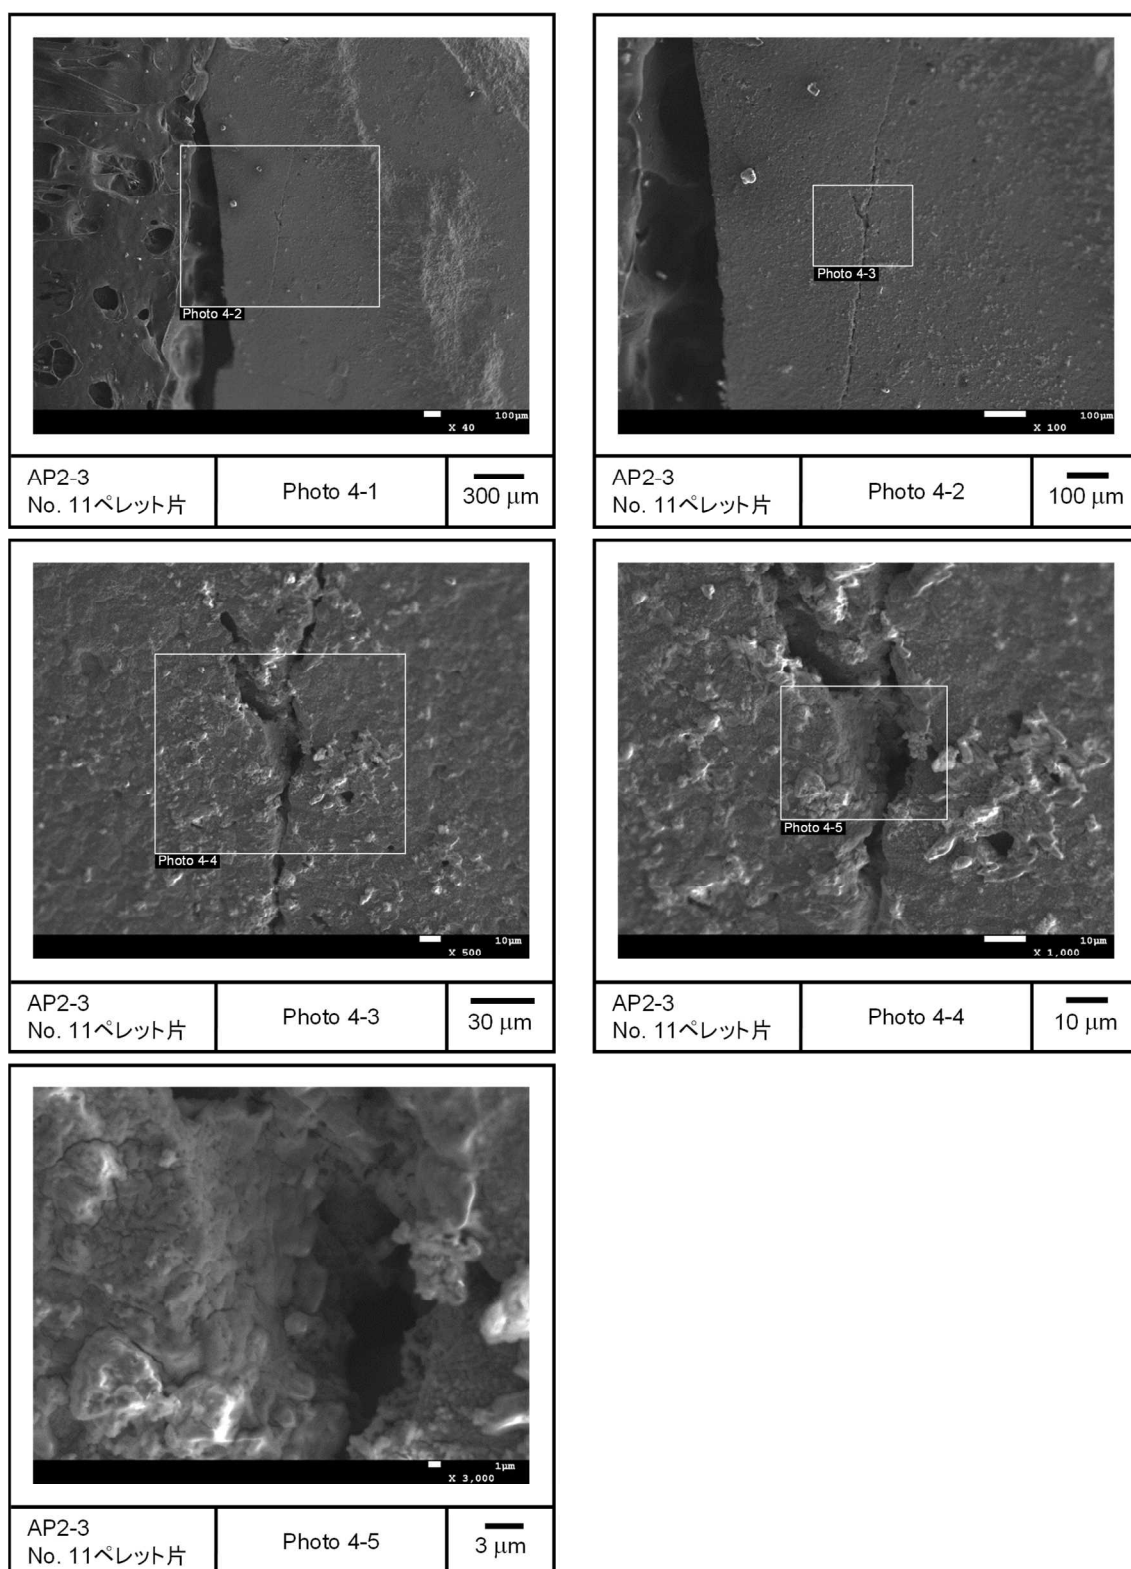 Photo 4-2
100μm
X 40
AP2-3
No. 11ペレット片
Photo 4-1
300 μm
Photo 4-3
100μm
X 100
AP2-3
No. 11ペレット片
Photo 4-2
100 μm
Photo 4-4
10μm
X 500
AP2-3
No. 11ペレット片
Photo 4-3
30 μm
Photo 4-5
10μm
X 1,000
AP2-3
No. 11ペレット片
Photo 4-4
10 μm
1μm
X 3,000
AP2-3
No. 11ペレット片
Photo 4-5
3 μm